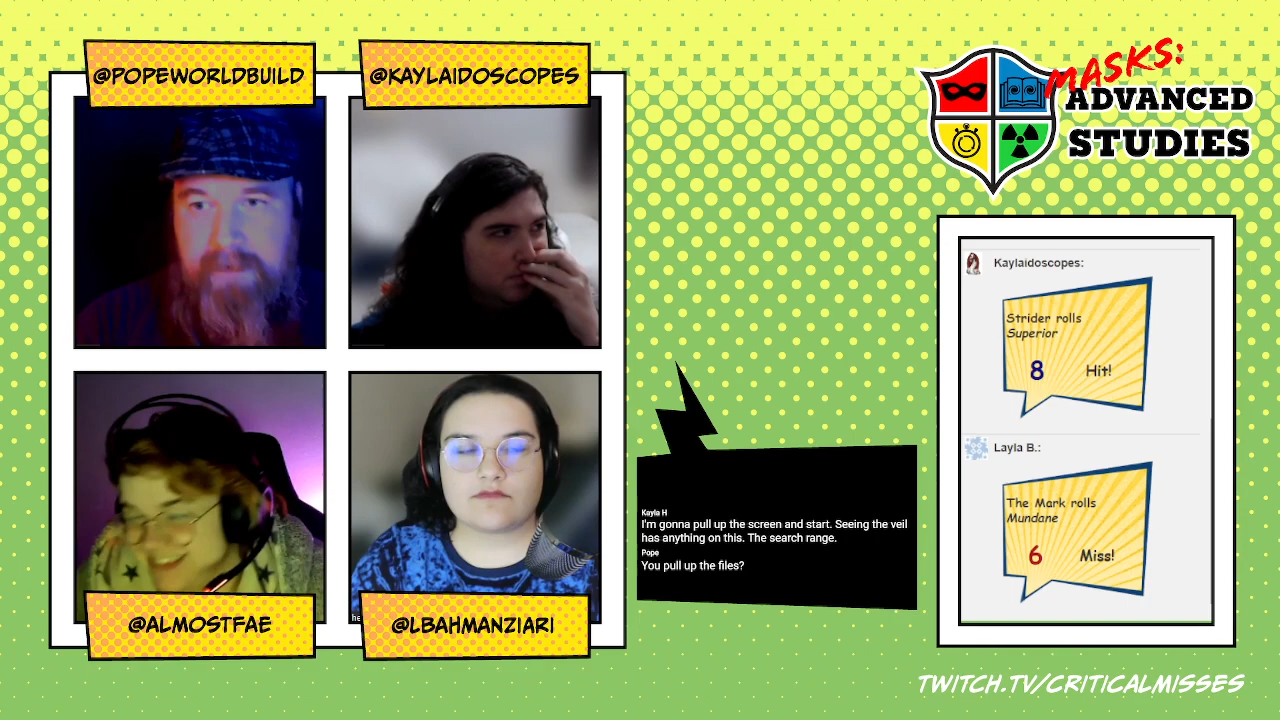 @POPEWORLDBUILD
@KAYLAIDOSCOPES
@ALMOSTFAE
he
@LBAHMANZIARI
Kayla H
I'm gonna pull up the screen and start. Seeing the veil
has anything on this. The search range.
Pope
You pull up the files?
MASKS:
ADVANCED
STUDIES
Kaylaidoscopes:
Strider rolls
Superior
8 Hit!
Layla B.:
The Mark rolls
Mundane
6 Miss!
TWITCH.TV/CRITICALMISSES